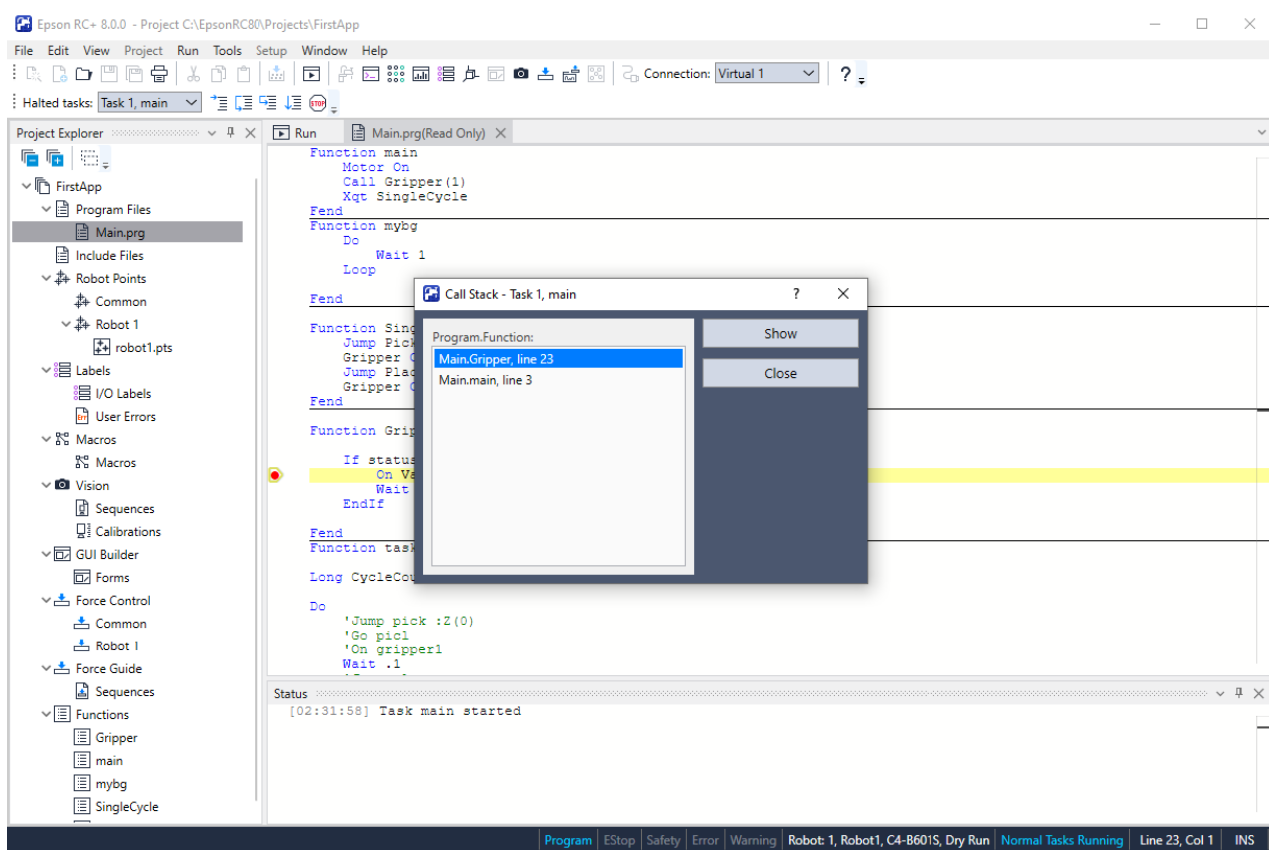 Epson RC+ 8.0.0 - Project C:\EpsonRC80\Projects\FirstApp
File Edit View Project Run Tools Setup Window Help
Connection: Virtual 1 ?
Halted tasks: Task 1, main STOP
Project Explorer
Run Main.prg(Read Only)
FirstApp
Program Files
Main.prg
Include Files
Robot Points
Common
Robot 1
robot1.pts
Labels
I/O Labels
Err User Errors
Macros
Macros
Vision
Sequences
Calibrations
GUI Builder
Forms
Force Control
Common
Robot 1
Force Guide
Sequences
Functions
Gripper
main
mybg
SingleCycle
Function main
Motor On
Call Gripper(1)
Xqt SingleCycle
Fend
Function mybg
Do
Wait 1
Loop
Fend
Function Sing
Jump Pick
Gripper
Jump Plac
Gripper
Fend
Function Grip
If status
On Va
Wait
EndIf
Fend
Function task
Long CycleCou
Do
'Jump pick :Z(0)
'Go pic1
'On gripper1
Wait .1
Call Stack - Task 1, main ?
Program.Function:
Main.Gripper, line 23
Main.main, line 3
Show
Close
Status
[02:31:58] Task main started
Program EStop Safety Error Warning Robot: 1, Robot1, C4-B601S, Dry Run Normal Tasks Running Line 23, Col 1 INS